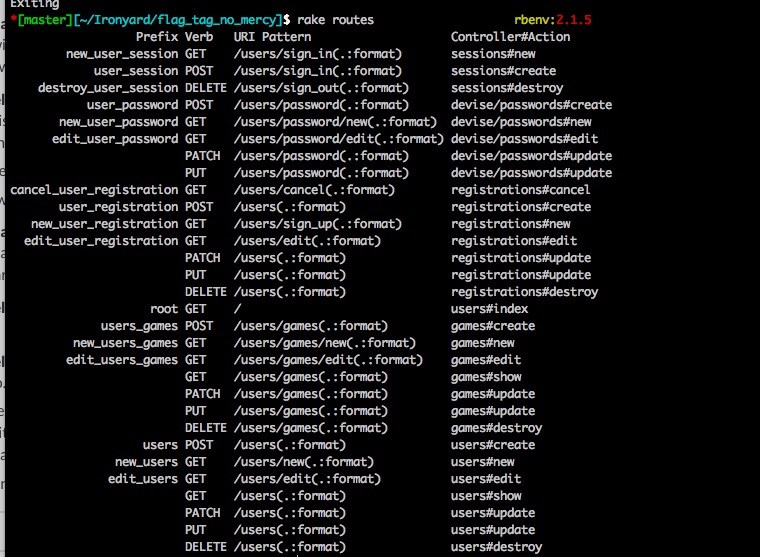 Exiting
*[master][~/Ironyard/flag_tag_no_mercy]$ rake routes rbenv:2.1.5
Prefix Verb URI Pattern Controller#Action
new_user_session GET /users/sign_in(.:format) sessions#new
user_session POST /users/sign_in(.:format) sessions#create
destroy_user_session DELETE /users/sign_out(.:format) sessions#destroy
user_password POST /users/password(.:format) devise/passwords#create
new_user_password GET /users/password/new(.:format) devise/passwords#new
edit_user_password GET /users/password/edit(.:format) devise/passwords#edit
PATCH /users/password(.:format) devise/passwords#update
PUT /users/password(.:format) devise/passwords#update
cancel_user_registration GET /users/cancel(.:format) registrations#cancel
user_registration POST /users(.:format) registrations#create
new_user_registration GET /users/sign_up(.:format) registrations#new
edit_user_registration GET /users/edit(.:format) registrations#edit
PATCH /users(.:format) registrations#update
PUT /users(.:format) registrations#update
DELETE /users(.:format) registrations#destroy
root GET / users#index
users_games POST /users/games(.:format) games#create
new_users_games GET /users/games/new(.:format) games#new
edit_users_games GET /users/games/edit(.:format) games#edit
GET /users/games(.:format) games#show
PATCH /users/games(.:format) games#update
PUT /users/games(.:format) games#update
DELETE /users/games(.:format) games#destroy
users POST /users(.:format) users#create
new_users GET /users/new(.:format) users#new
edit_users GET /users/edit(.:format) users#edit
GET /users(.:format) users#show
PATCH /users(.:format) users#update
PUT /users(.:format) users#update
DELETE /users(.:format) users#destroy